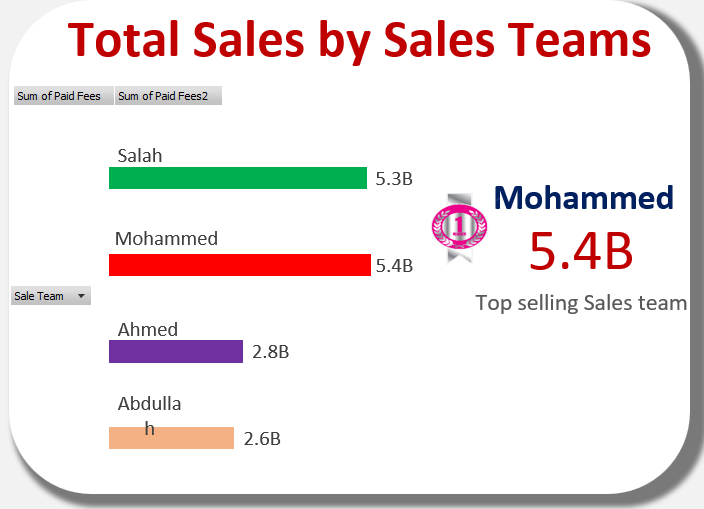 Total Sales by Sales Teams
Sum of Paid Fees
Sum of Paid Fees2
Salah
5.3B
Mohammed
5.4B
Sale Team
Ahmed
2.8B
Abdulla
h
2.6B
1
Mohammed
5.4B
Top selling Sales team